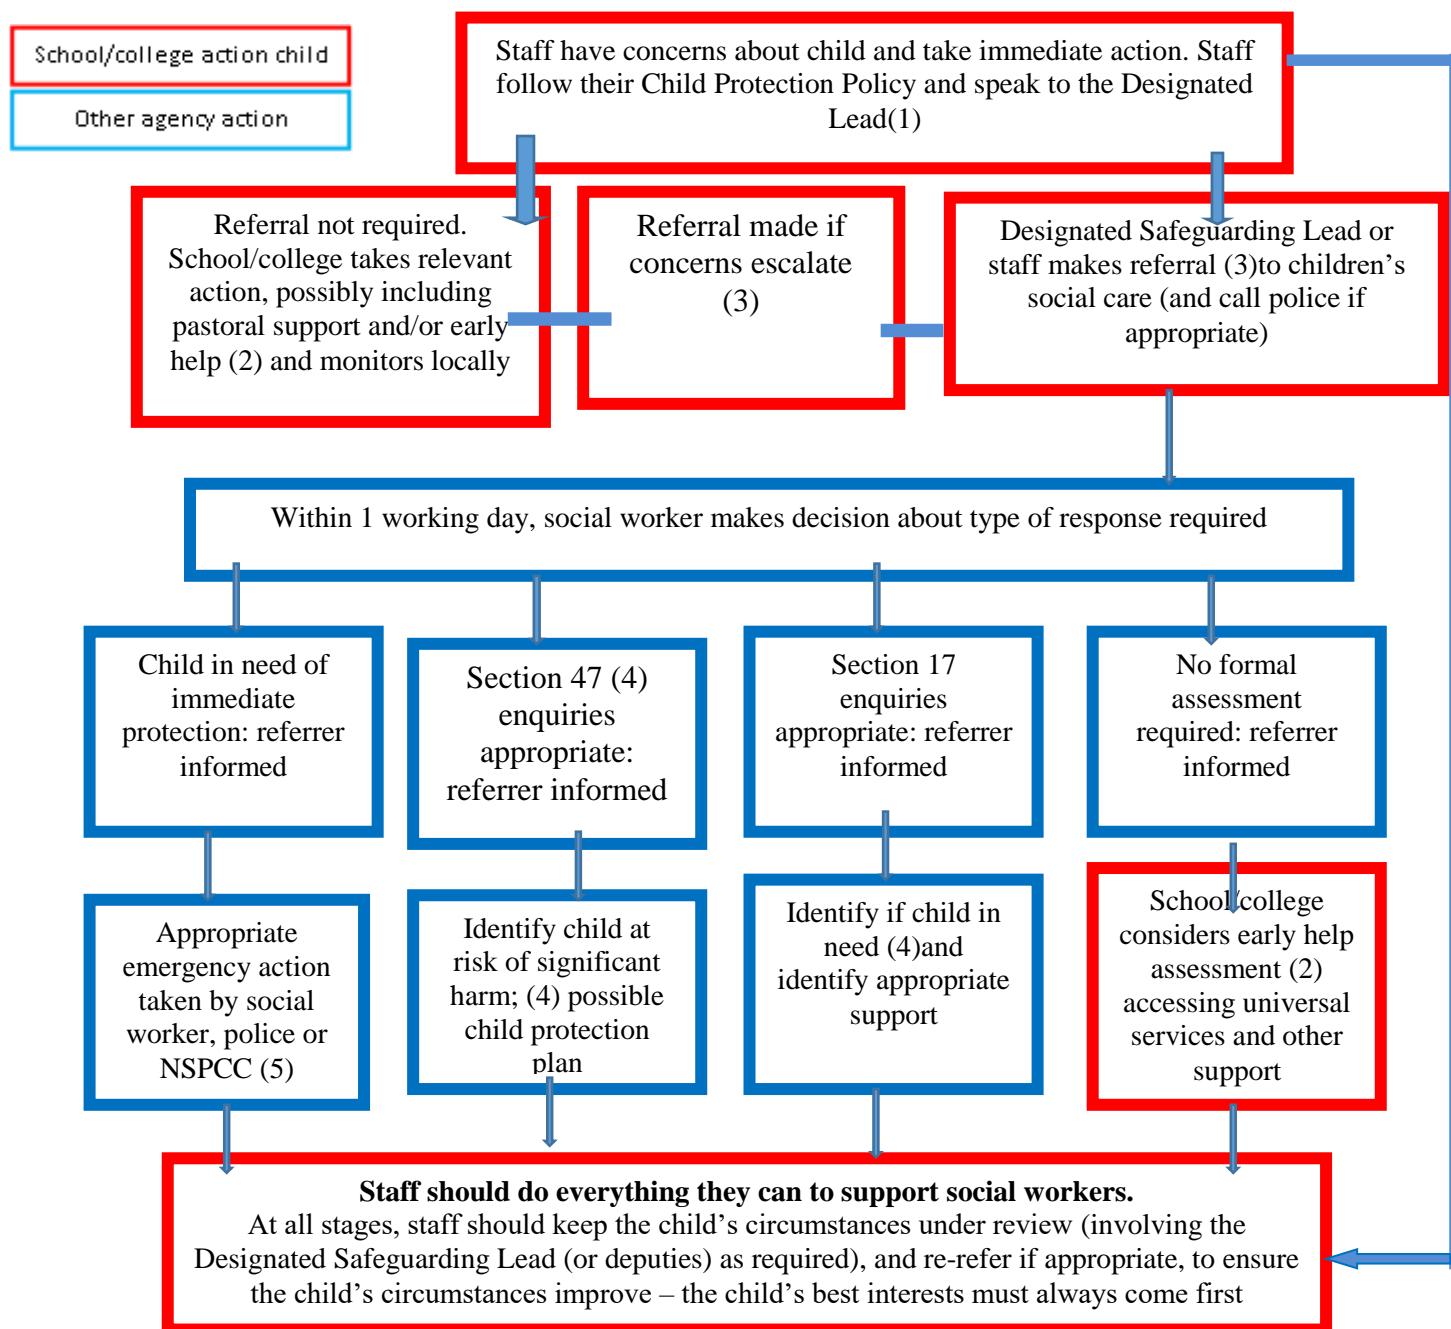 School/college action child
Other agency action
Staff have concerns about child and take immediate action. Staff
follow their Child Protection Policy and speak to the Designated
Lead(1)
Referral not required.
School/college takes relevant
action, possibly including
pastoral support and/or early
help (2) and monitors locally
Referral made if
concerns escalate
(3)
Designated Safeguarding Lead or
staff makes referral (3)to children’s
social care (and call police if
appropriate)
Within 1 working day, social worker makes decision about type of response required
Child in need of
immediate
protection: referrer
informed
Section 47 (4)
enquiries
appropriate:
referrer informed
Section 17
enquiries
appropriate: referrer
informed
No formal
assessment
required: referrer
informed
Appropriate
emergency action
taken by social
worker, police or
NSPCC (5)
Identify child at
risk of significant
harm; (4) possible
child protection
plan
Identify if child in
need (4)and
identify appropriate
support
School/college
considers early help
assessment (2)
accessing universal
services and other
support
Staff should do everything they can to support social workers.
At all stages, staff should keep the child’s circumstances under review (involving the
Designated Safeguarding Lead (or deputies) as required), and re-refer if appropriate, to ensure
the child’s circumstances improve – the child’s best interests must always come first